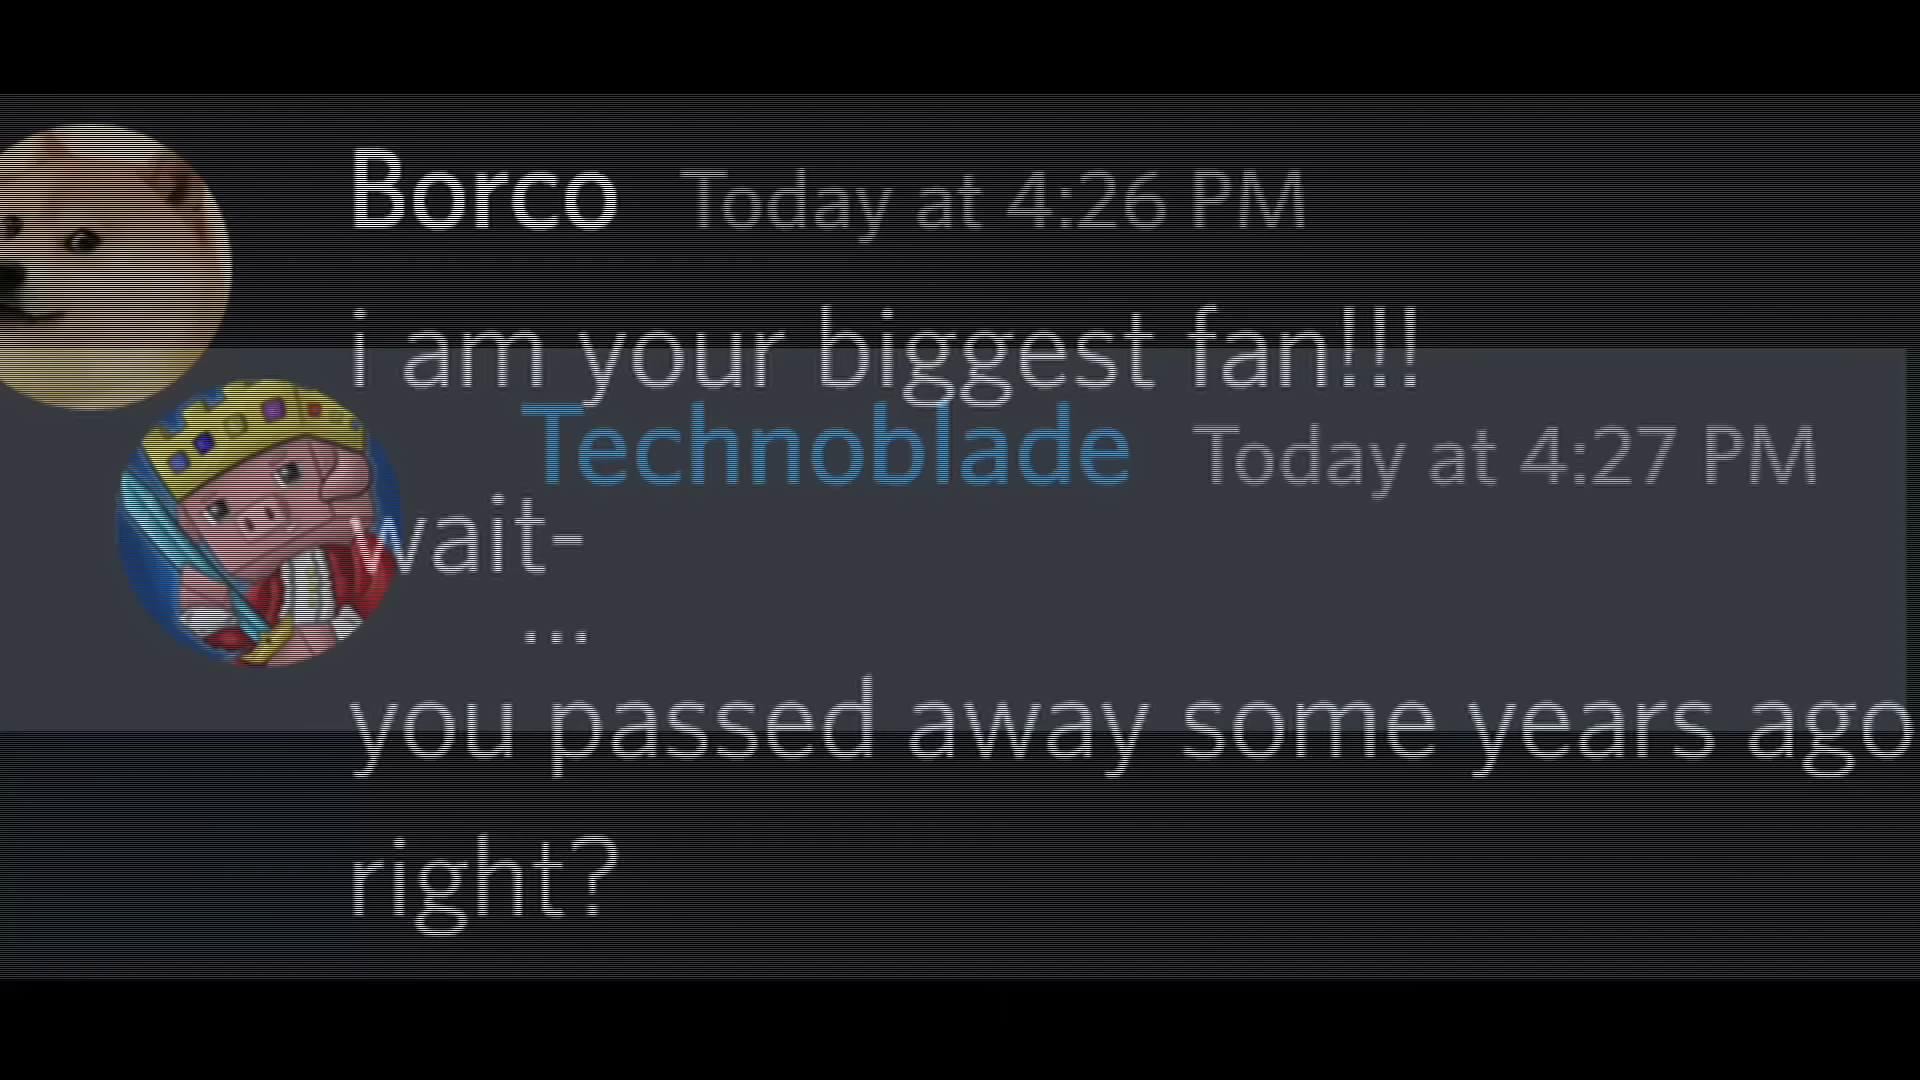 Borco Today at 4:26 PM
i am your biggest fan!!!
Technoblade Today at 4:27 PM
wait-
...
you passed away some years ago
right?